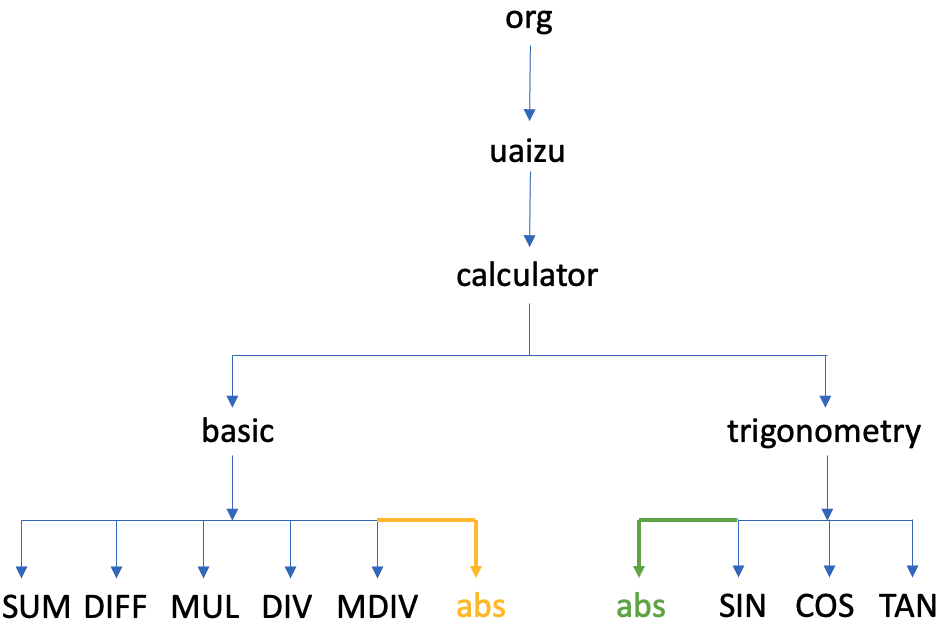 org
uaizu
calculator
basic
trigonometry
SUM DIFF MUL DIV MDIV abs abs SIN COS TAN